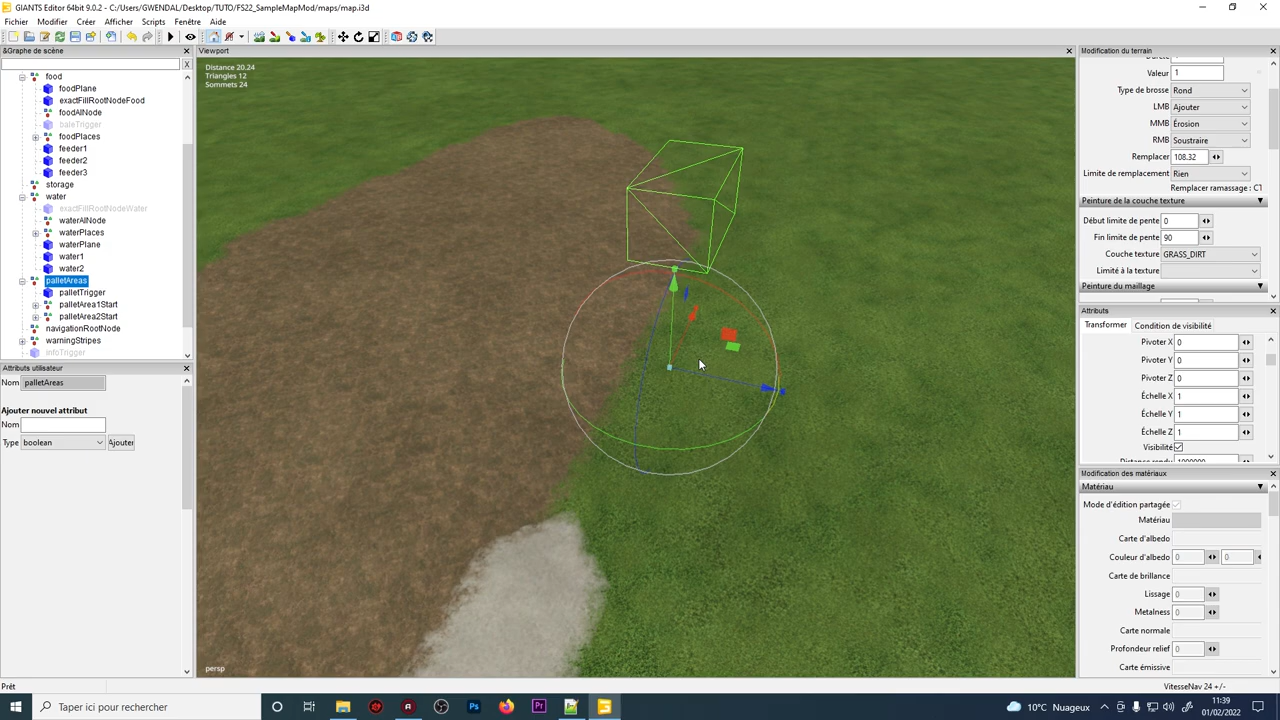 GIANTS Editor 64bit 9.0.2 - C:/Users/GWENDAL/Desktop/TUTO/FS22_SampleMapMod/maps/map.i3d
Fichier Modifier Créer Afficher Scripts Fenêtre Aide
&Graphe de scène
X
food
foodPlane
exactFillRootNodeFood
foodAINode
baleTrigger
foodPlaces
feeder1
feeder2
feeder3
storage
water
exactFillRootNodeWater
waterAINode
waterPlaces
waterPlane
water1
water2
palletAreas
palletTrigger
palletArea1Start
palletArea2Start
navigationRootNode
warningStripes
infoTrigger
Attributs utilisateur
Nom palletAreas
Ajouter nouvel attribut
Nom
Type boolean Ajouter
Viewport
Distance 20.24
Triangles 12
Sommets 24
persp
Modification du terrain
Valeur 1
Type de brosse Rond
LMB Ajouter
MMB Érosion
RMB Soustraire
Remplacer 108.32
Limite de remplacement Rien
Remplacer ramassage : CT
Peinture de la couche texture
Début limite de pente 0
Fin limite de pente 90
Couche texture GRASS_DIRT
Limité à la texture
Peinture du maillage
Attributs
Transformer Condition de visibilité
Pivoter X 0
Pivoter Y 0
Pivoter Z 0
Échelle X 1
Échelle Y 1
Échelle Z 1
Visibilité
Distance rendu 1000000
Modification des matériaux
Matériau
Mode d'édition partagée
Matériau
Carte d'albedo
Couleur d'albedo 0 0
Carte de brillance
Lissage 0
Metalness 0
Carte normale
Profondeur relief 0
Carte émissive
Prêt
VitesseNav 24 +/-
Taper ici pour rechercher
10°C Nuageux
11:39
01/02/2022